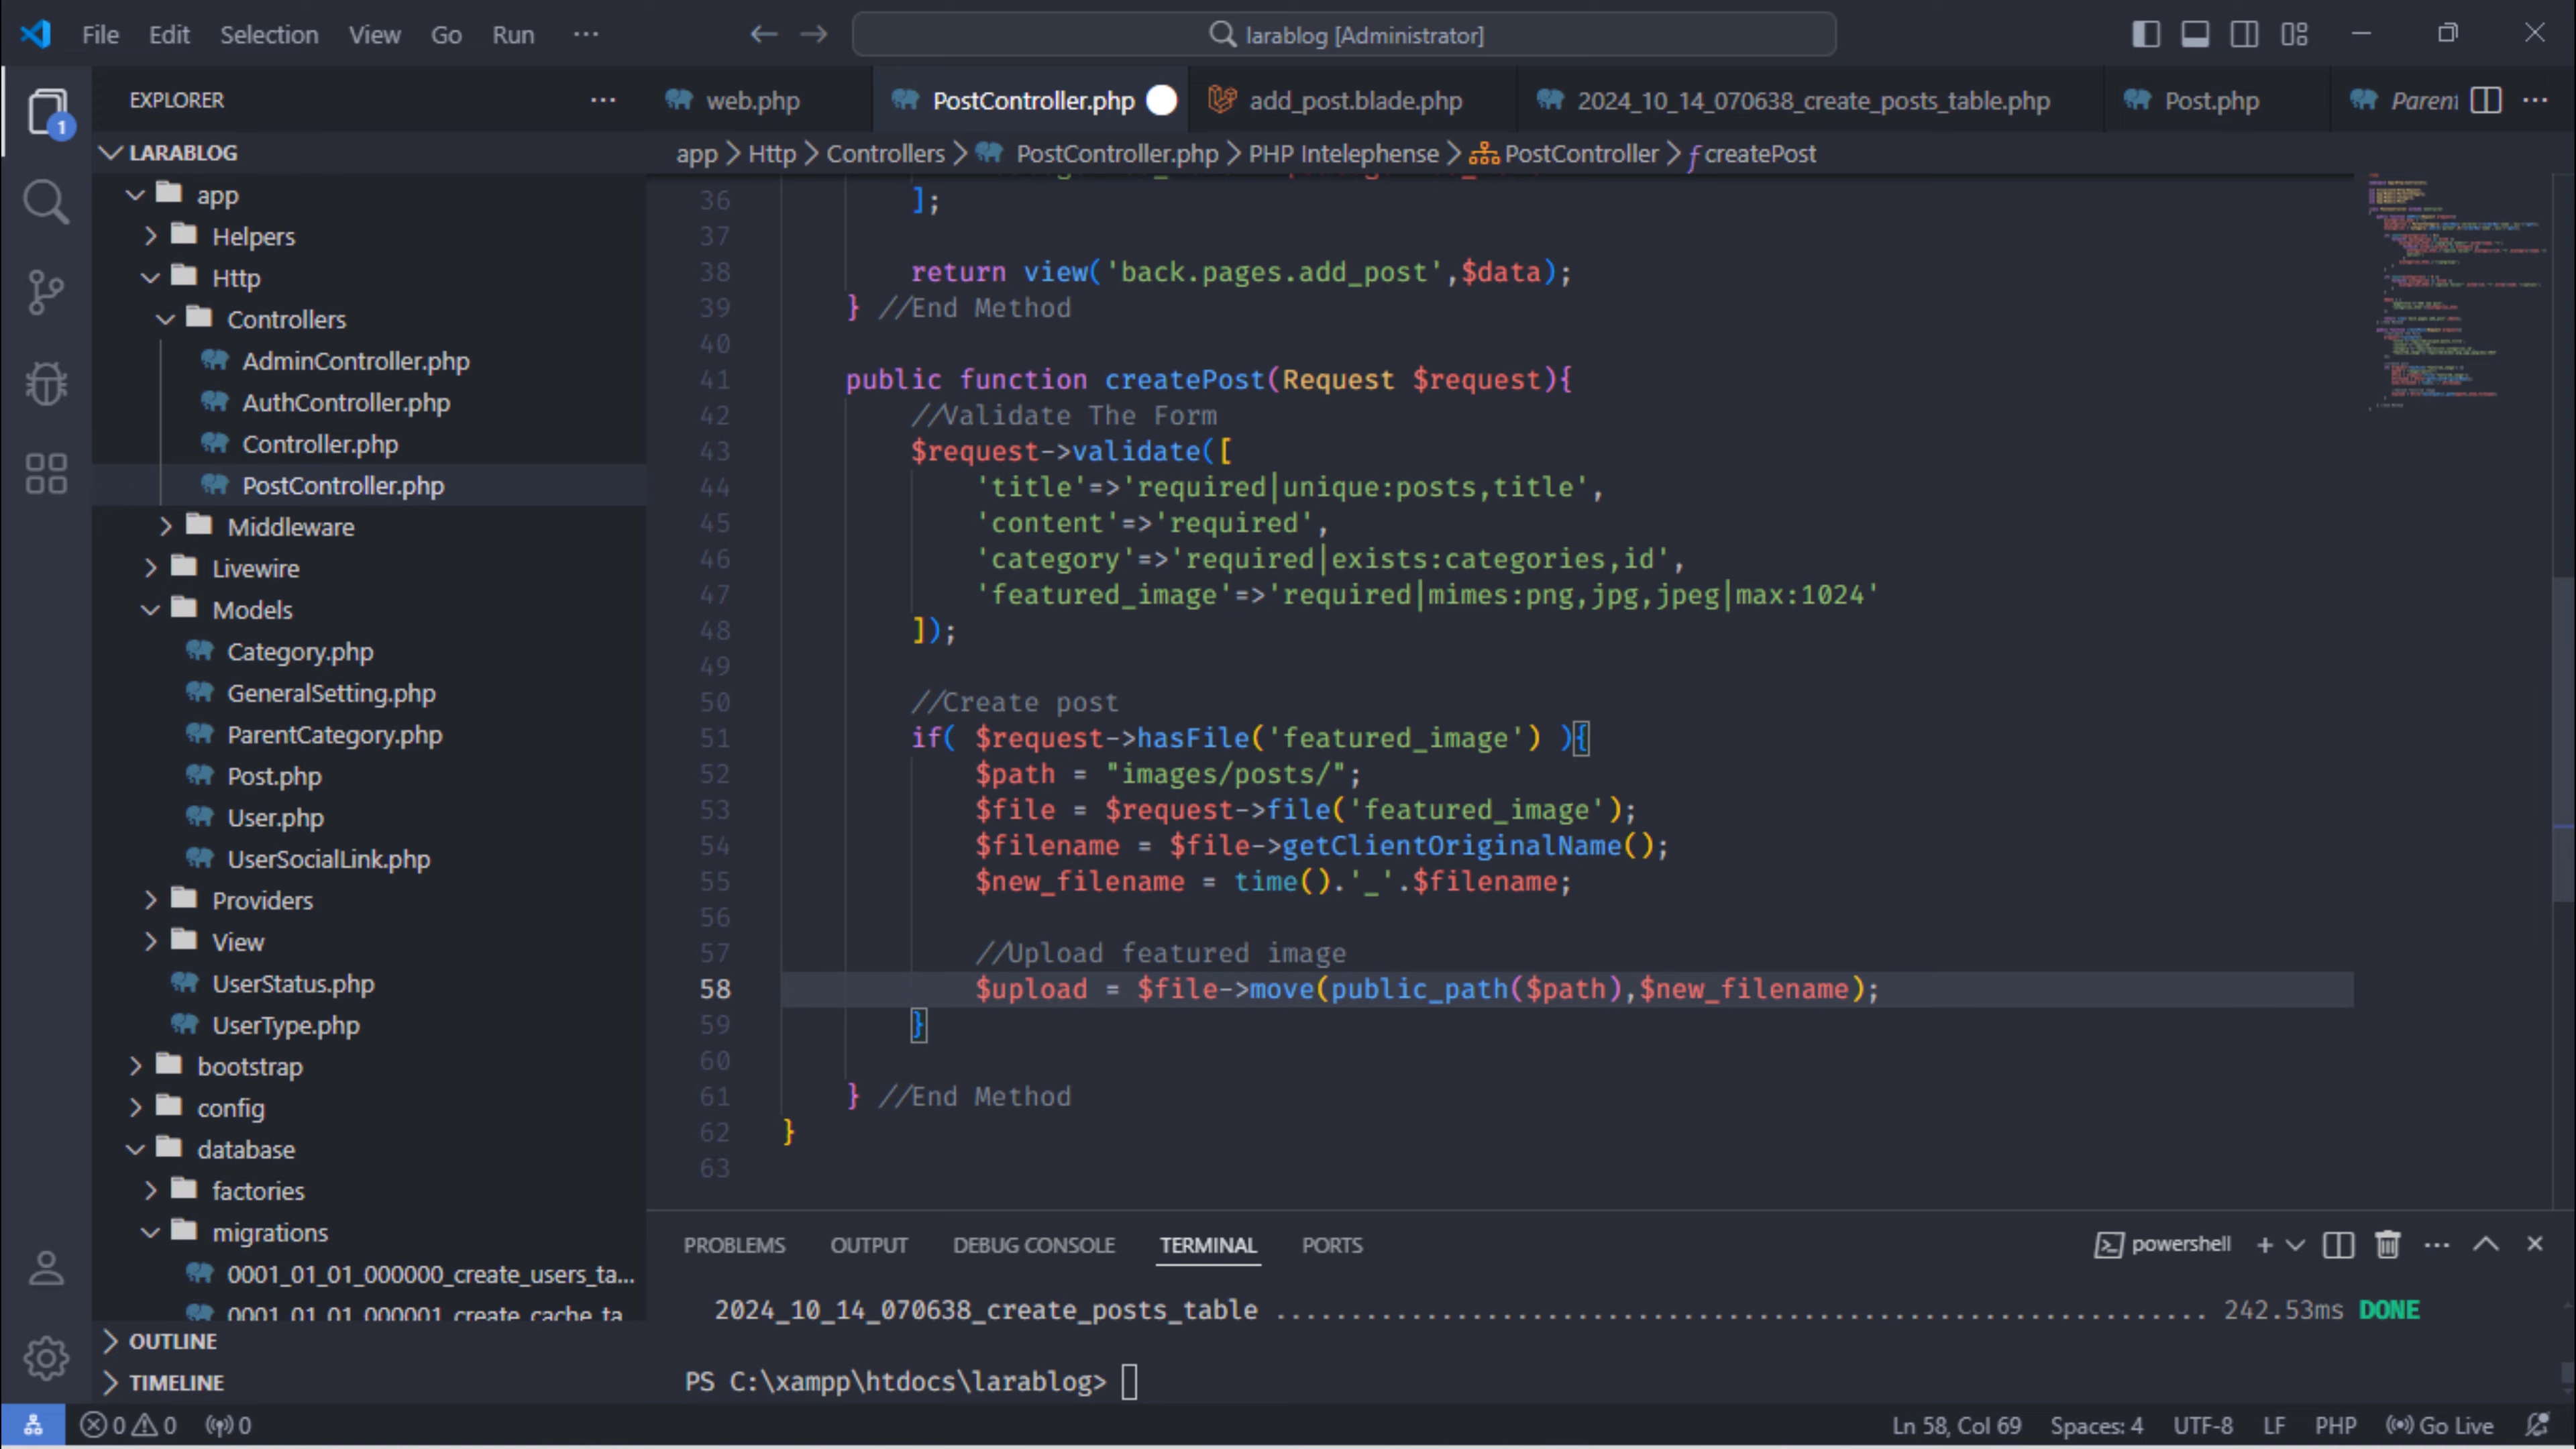 File Edit Selection View Go Run ···
larablog [Administrator]
EXPLORER
web.php
PostController.php
add_post.blade.php
2024_10_14_070638_create_posts_table.php
Post.php
app > Http > Controllers > PostController.php > PHP Intelephense > PostController > createPost
1
LARABLOG
app
Helpers
Http
Controllers
AdminController.php
AuthController.php
Controller.php
PostController.php
Middleware
Livewire
Models
Category.php
GeneralSetting.php
ParentCategory.php
Post.php
User.php
UserSocialLink.php
Providers
View
UserStatus.php
UserType.php
bootstrap
config
database
factories
migrations
0001_01_01_000000_create_users_ta...
0001_01_01_000001_create_cache_ta
OUTLINE
TIMELINE
36 ];
37
38 return view('back.pages.add_post',$data);
39 } //End Method
40
41 public function createPost(Request $request){
42 //Validate The Form
43 $request->validate([
44 'title'=>'required|unique:posts,title',
45 'content'=>'required',
46 'category'=>'required|exists:categories,id',
47 'featured_image'=>'required|mimes:png,jpg,jpeg|max:1024'
48 ]);
49
50 //Create post
51 if( $request->hasFile('featured_image') ){
52 $path = "images/posts/";
53 $file = $request->file('featured_image');
54 $filename = $file->getClientOriginalName();
55 $new_filename = time().'_'.$filename;
56
57 //Upload featured image
58 $upload = $file->move(public_path($path),$new_filename);
59 }
60
61 } //End Method
62 }
63
PROBLEMS OUTPUT DEBUG CONSOLE TERMINAL PORTS
powershell
2024_10_14_070638_create_posts_table ............................................................... 242.53ms DONE
PS C:\xampp\htdocs\larablog>
0 0 0
Ln 58, Col 69 Spaces: 4 UTF-8 LF PHP Go Live